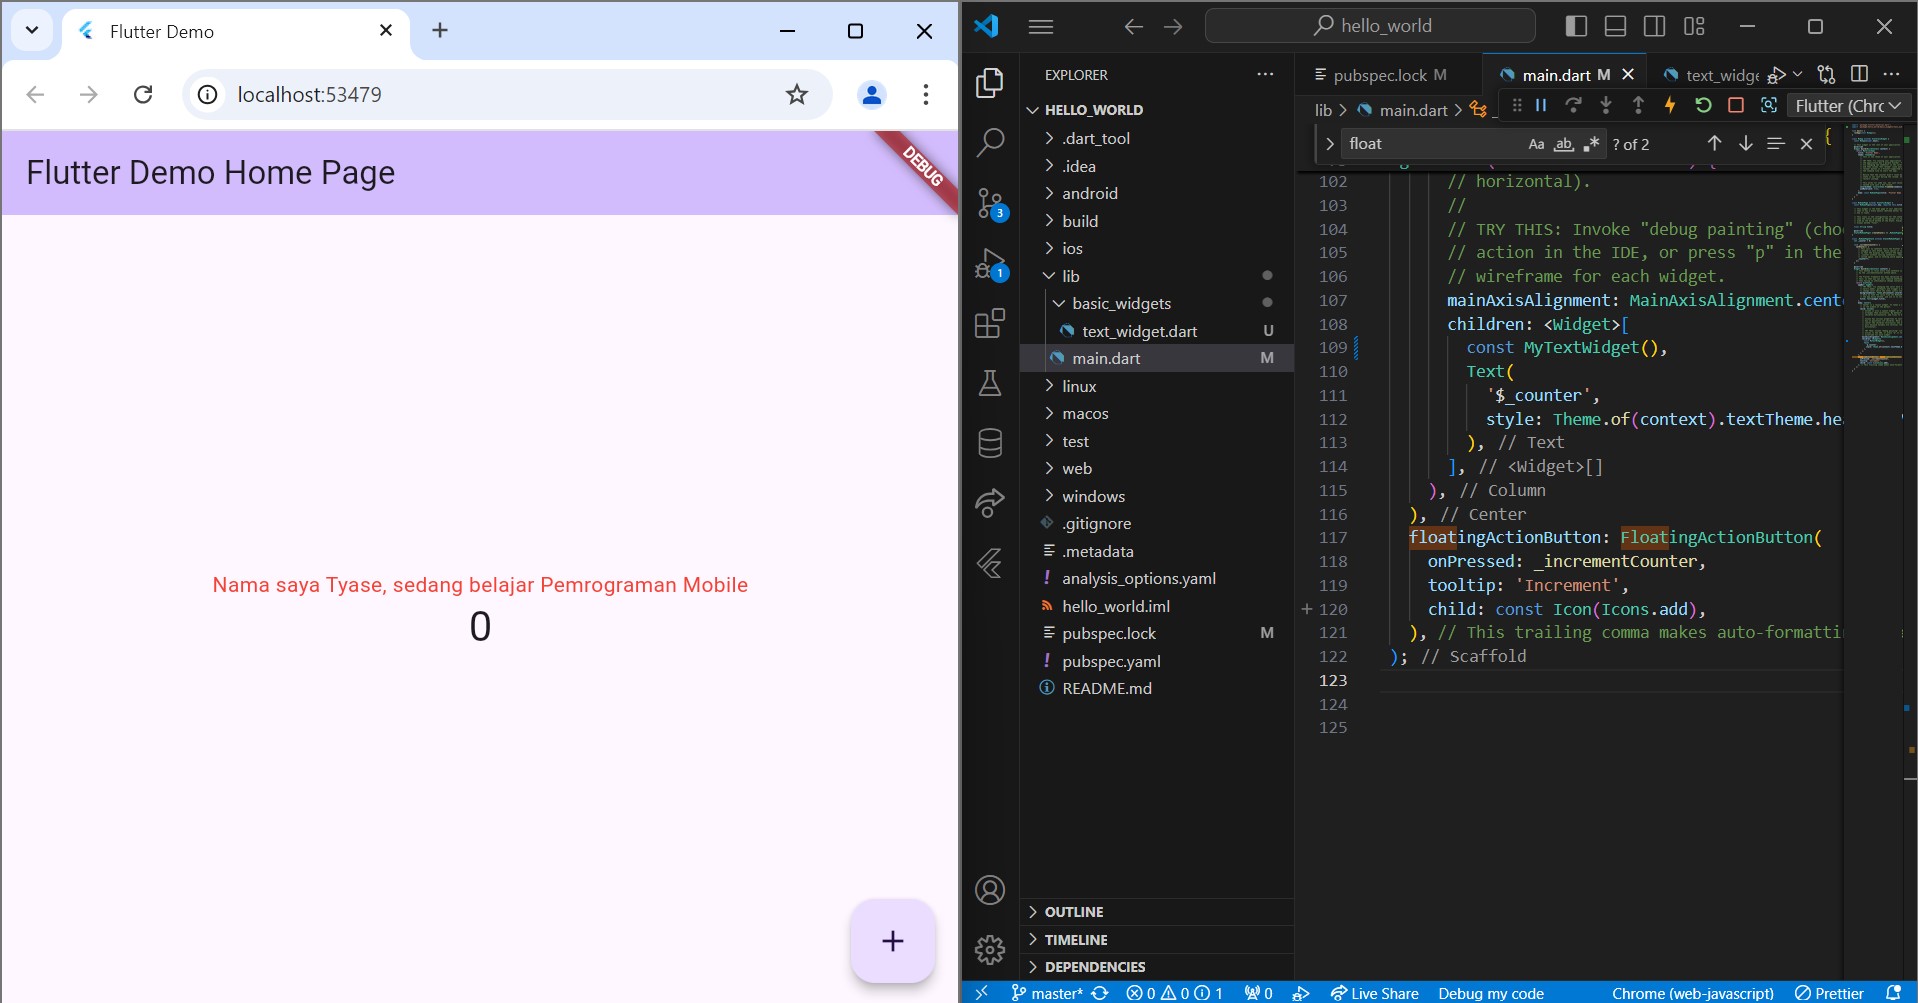 Flutter Demo
localhost:53479
Flutter Demo Home Page
DEBUG
Nama saya Tyase, sedang belajar Pemrograman Mobile
0
hello_world
EXPLORER
HELLO_WORLD
.dart_tool
.idea
android
build
ios
lib
basic_widgets
text_widget.dart U
main.dart M
linux
macos
test
web
windows
.gitignore
.metadata
analysis_options.yaml
hello_world.iml
pubspec.lock M
pubspec.yaml
README.md
OUTLINE
TIMELINE
DEPENDENCIES
3
1
pubspec.lock M main.dart M text_widge
lib > main.dart >
Flutter (Chr
float Aa ab ? of 2
{
102 // horizontal).
103 //
104 // TRY THIS: Invoke "debug painting" (cho
105 // action in the IDE, or press "p" in the
106 // wireframe for each widget.
107 mainAxisAlignment: MainAxisAlignment.cent
108 children: <Widget>[
109 const MyTextWidget(),
110 Text(
111 '$_counter',
112 style: Theme.of(context).textTheme.hea
113 ), // Text
114 ], // <Widget>[]
115 ), // Column
116 ), // Center
117 floatingActionButton: FloatingActionButton(
118 onPressed: _incrementCounter,
119 tooltip: 'Increment',
120 child: const Icon(Icons.add),
121 ), // This trailing comma makes auto-formatti
122 ); // Scaffold
123
124
125
master* 0 0 1 0 Live Share Debug my code Chrome (web-javascript) Prettier